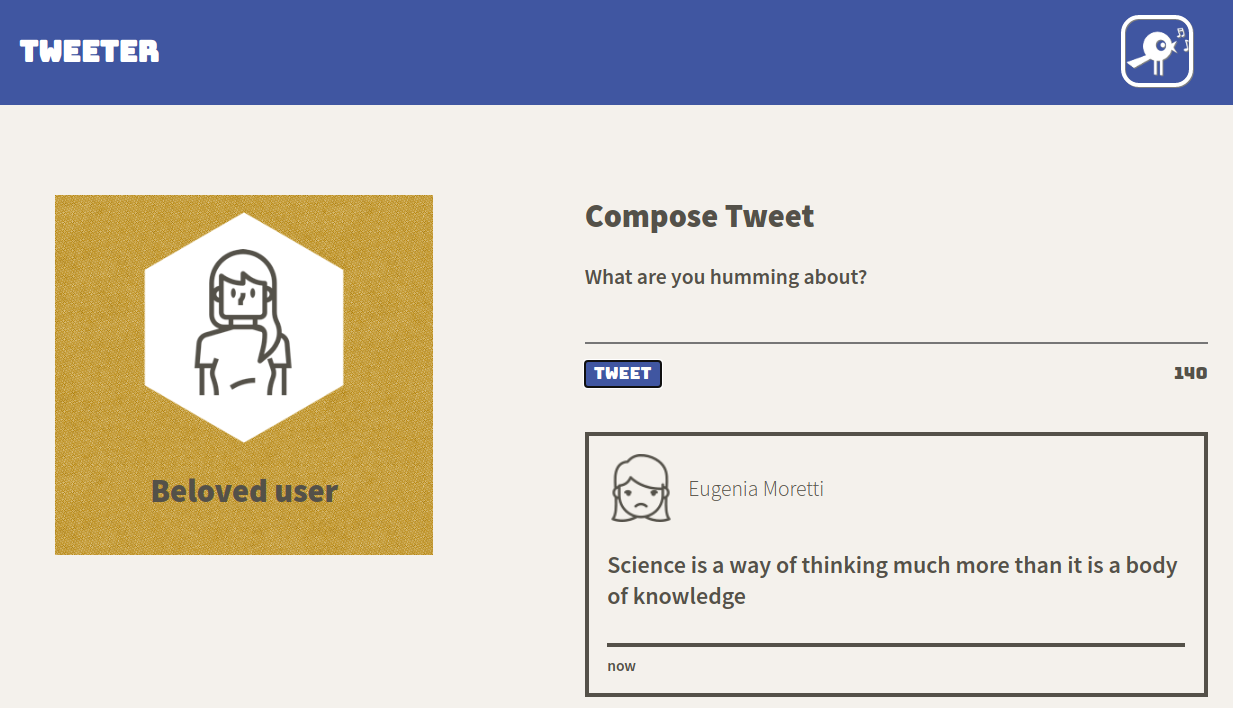 TWEETER
Beloved user
Compose Tweet
What are you humming about?
TWEET
140
Eugenia Moretti
Science is a way of thinking much more than it is a body
of knowledge
now